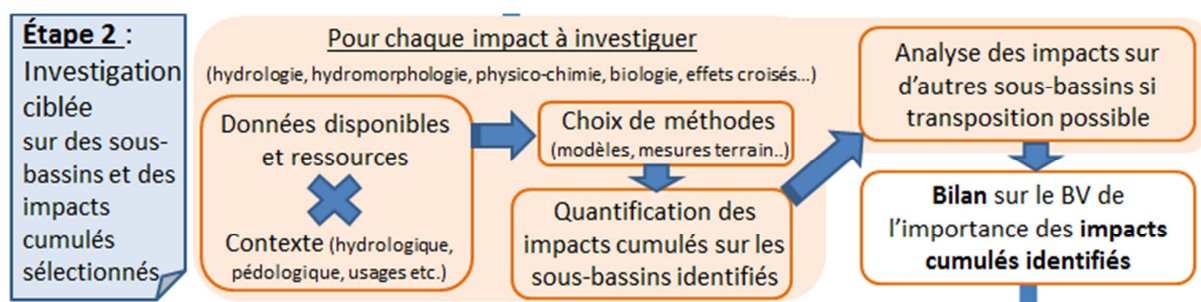 Étape 2 :
Investigation
ciblée
sur des sous-
bassins et des
impacts
cumulés
sélectionnés
Pour chaque impact à investiguer
(hydrologie, hydromorphologie, physico-chimie, biologie, effets croisés…)
Données disponibles
et ressources
Contexte (hydrologique,
pédologique, usages etc.)
Choix de méthodes
(modèles, mesures terrain..)
Quantification des
impacts cumulés sur les
sous-bassins identifiés
Analyse des impacts sur
d'autres sous-bassins si
transposition possible
Bilan sur le BV de
l'importance des impacts
cumulés identifiés